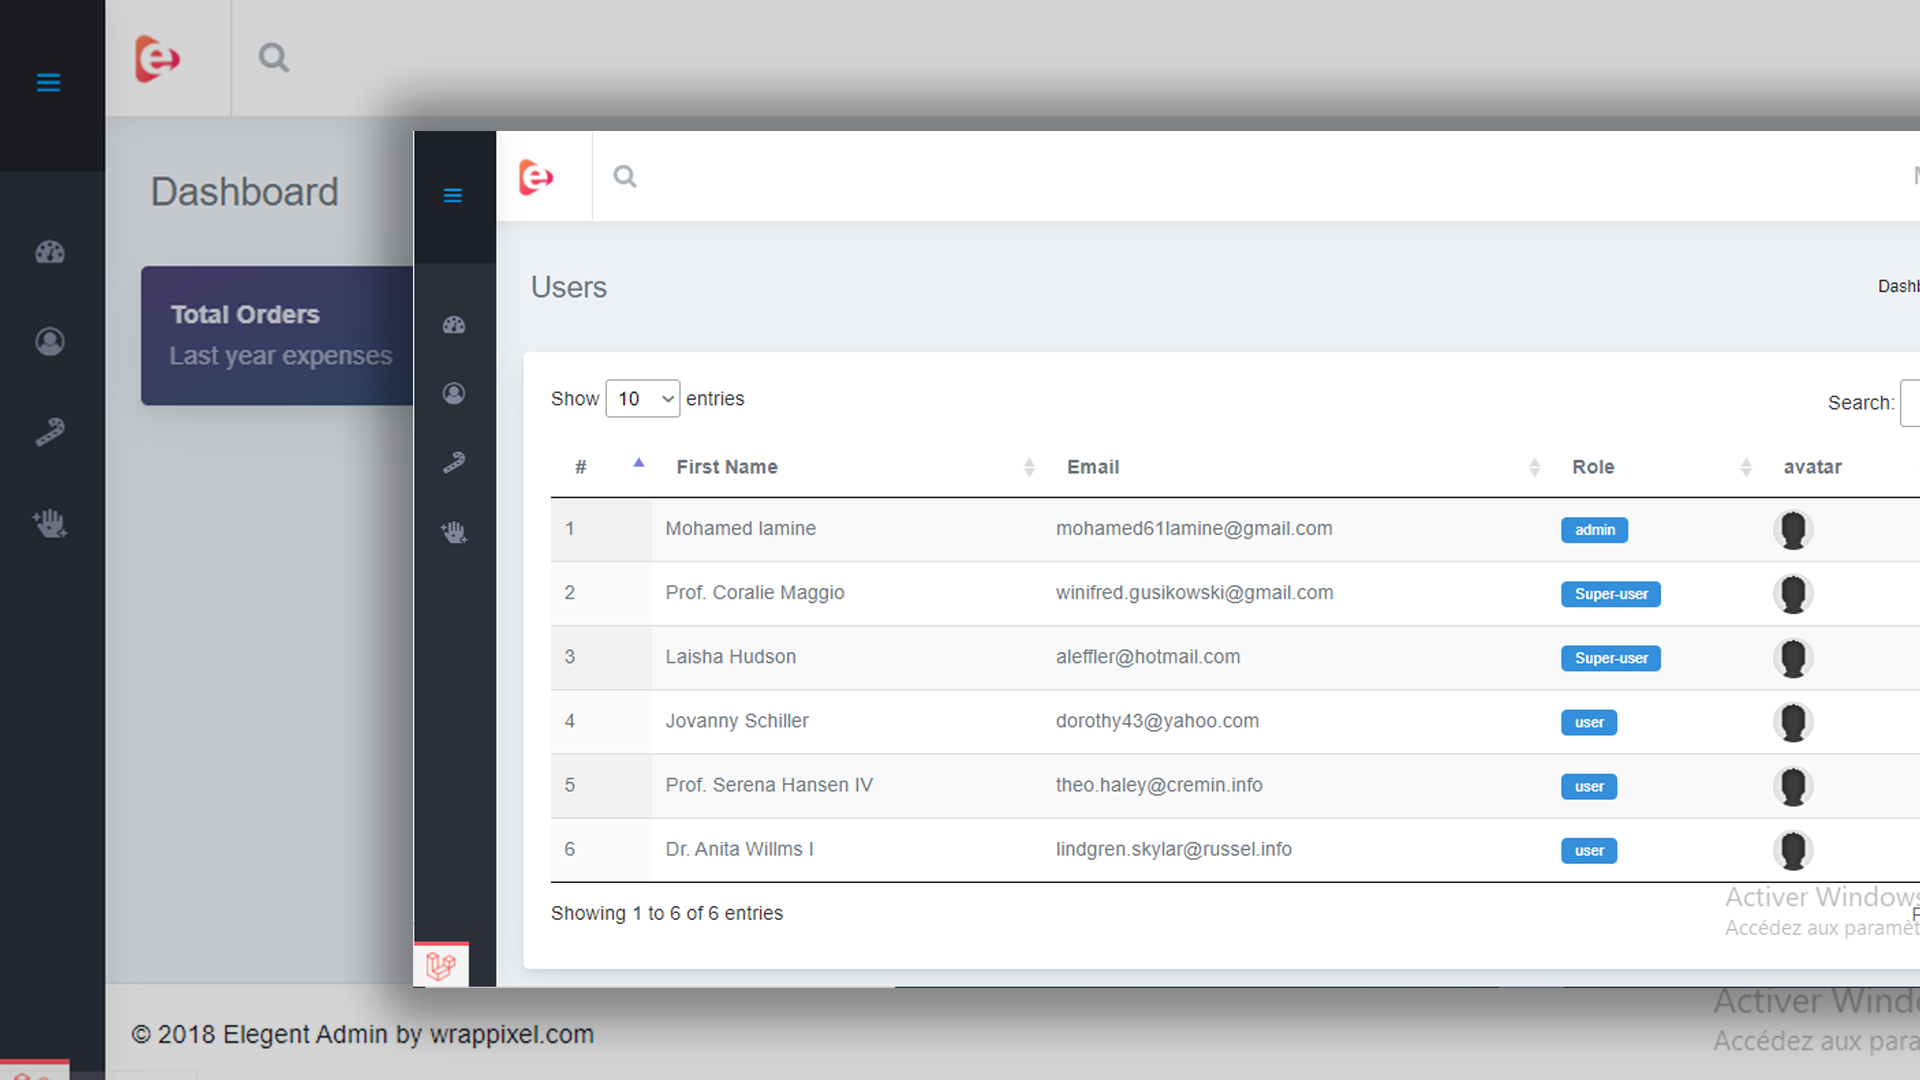 Dashboard
Total Orders
Last year expenses
Users
Show 10 entries
Search:
# First Name Email Role avatar
1 Mohamed lamine mohamed61lamine@gmail.com admin
2 Prof. Coralie Maggio winifred.gusikowski@gmail.com Super-user
3 Laisha Hudson aleffler@hotmail.com Super-user
4 Jovanny Schiller dorothy43@yahoo.com user
5 Prof. Serena Hansen IV theo.haley@cremin.info user
6 Dr. Anita Willms I lindgren.skylar@russel.info user
Showing 1 to 6 of 6 entries
Activer Windows
Accédez aux
Activer
Accédez aux
© 2018 Elegent Admin by wrappixel.com